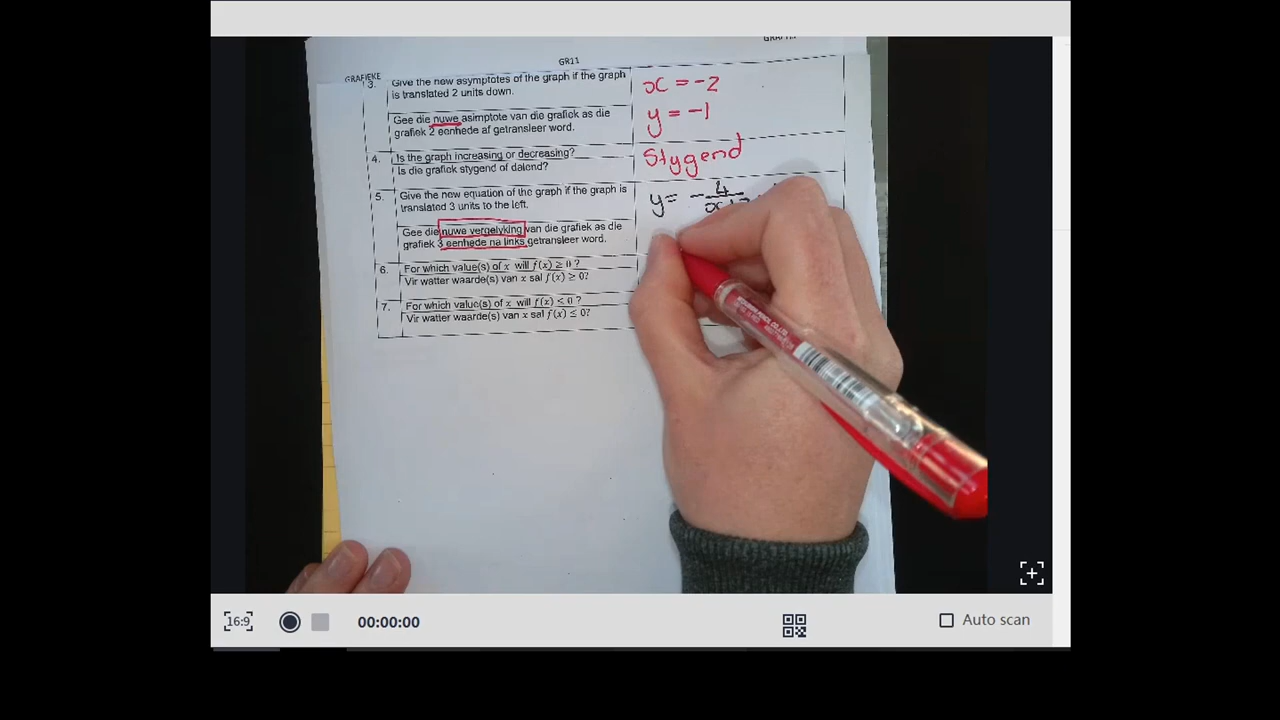 GR11
GRAFIEKE
3. Give the new asymptotes of the graph if the graph
is translated 2 units down.
Gee die nuwe asimptote van die grafiek as die
grafiek 2 eenhede af getransleer word.
x = -2
y = -1
4. Is the graph increasing or decreasing?
Is die grafiek stygend of dalend?
Stygend
5. Give the new equation of the graph if the graph is
translated 3 units to the left.
Gee die nuwe vergelyking van die grafiek as die
grafiek 3 eenhede na links getransleer word.
y = - 4
6. For which value(s) of x will f(x) ≥ 0 ?
Vir watter waarde(s) van x sal f(x) ≥ 0?
7. For which value(s) of x will f(x) < 0 ?
Vir watter waarde(s) van x sal f(x) ≤ 0?
16:9
00:00:00
Auto scan